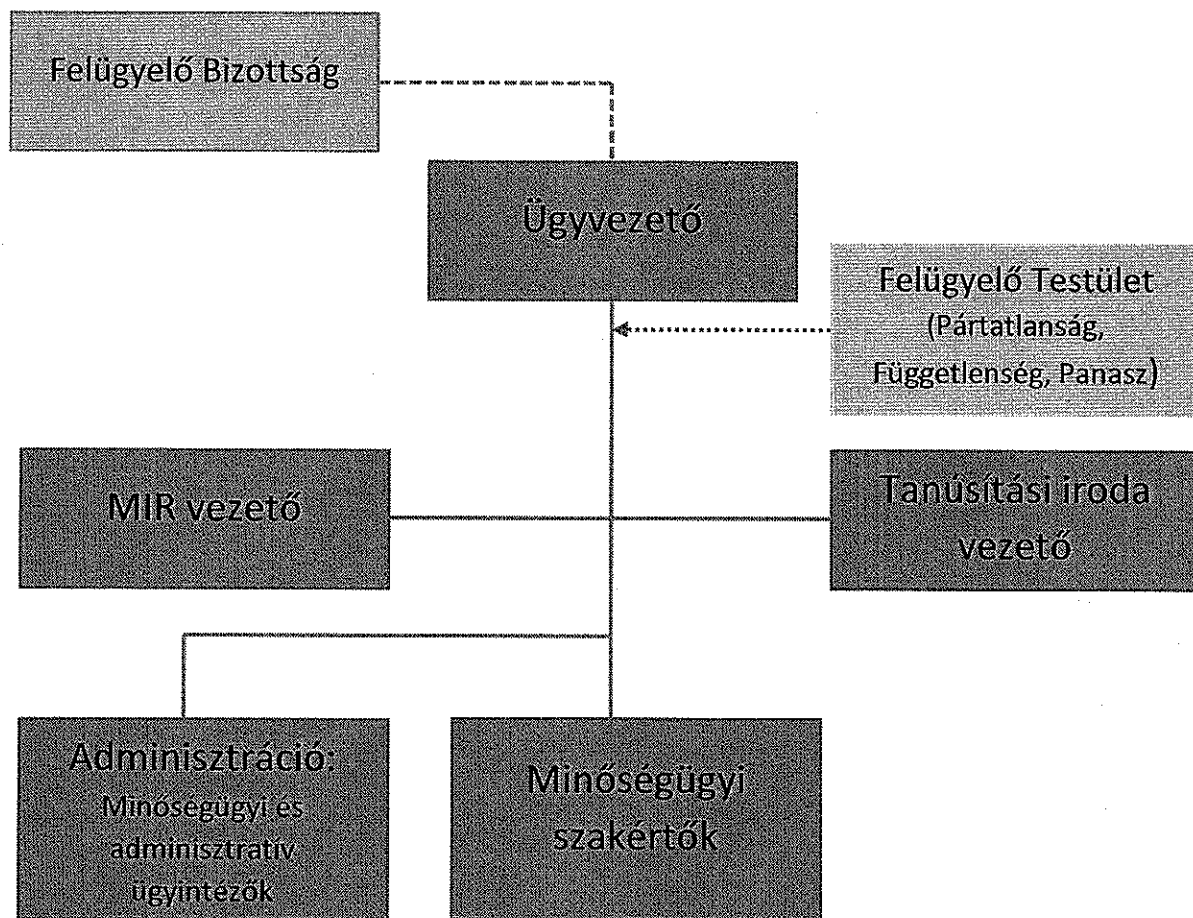 Felügyelő Bizottság
Ügyvezető
Felügyelő Testület
(Pártatlanság,
Függetlenség, Panasz)
MIR vezető
Tanúsítási iroda
vezető
Adminisztráció:
Minőségügyi és
adminisztratív
ügyintézők
Minőségügyi
szakértők